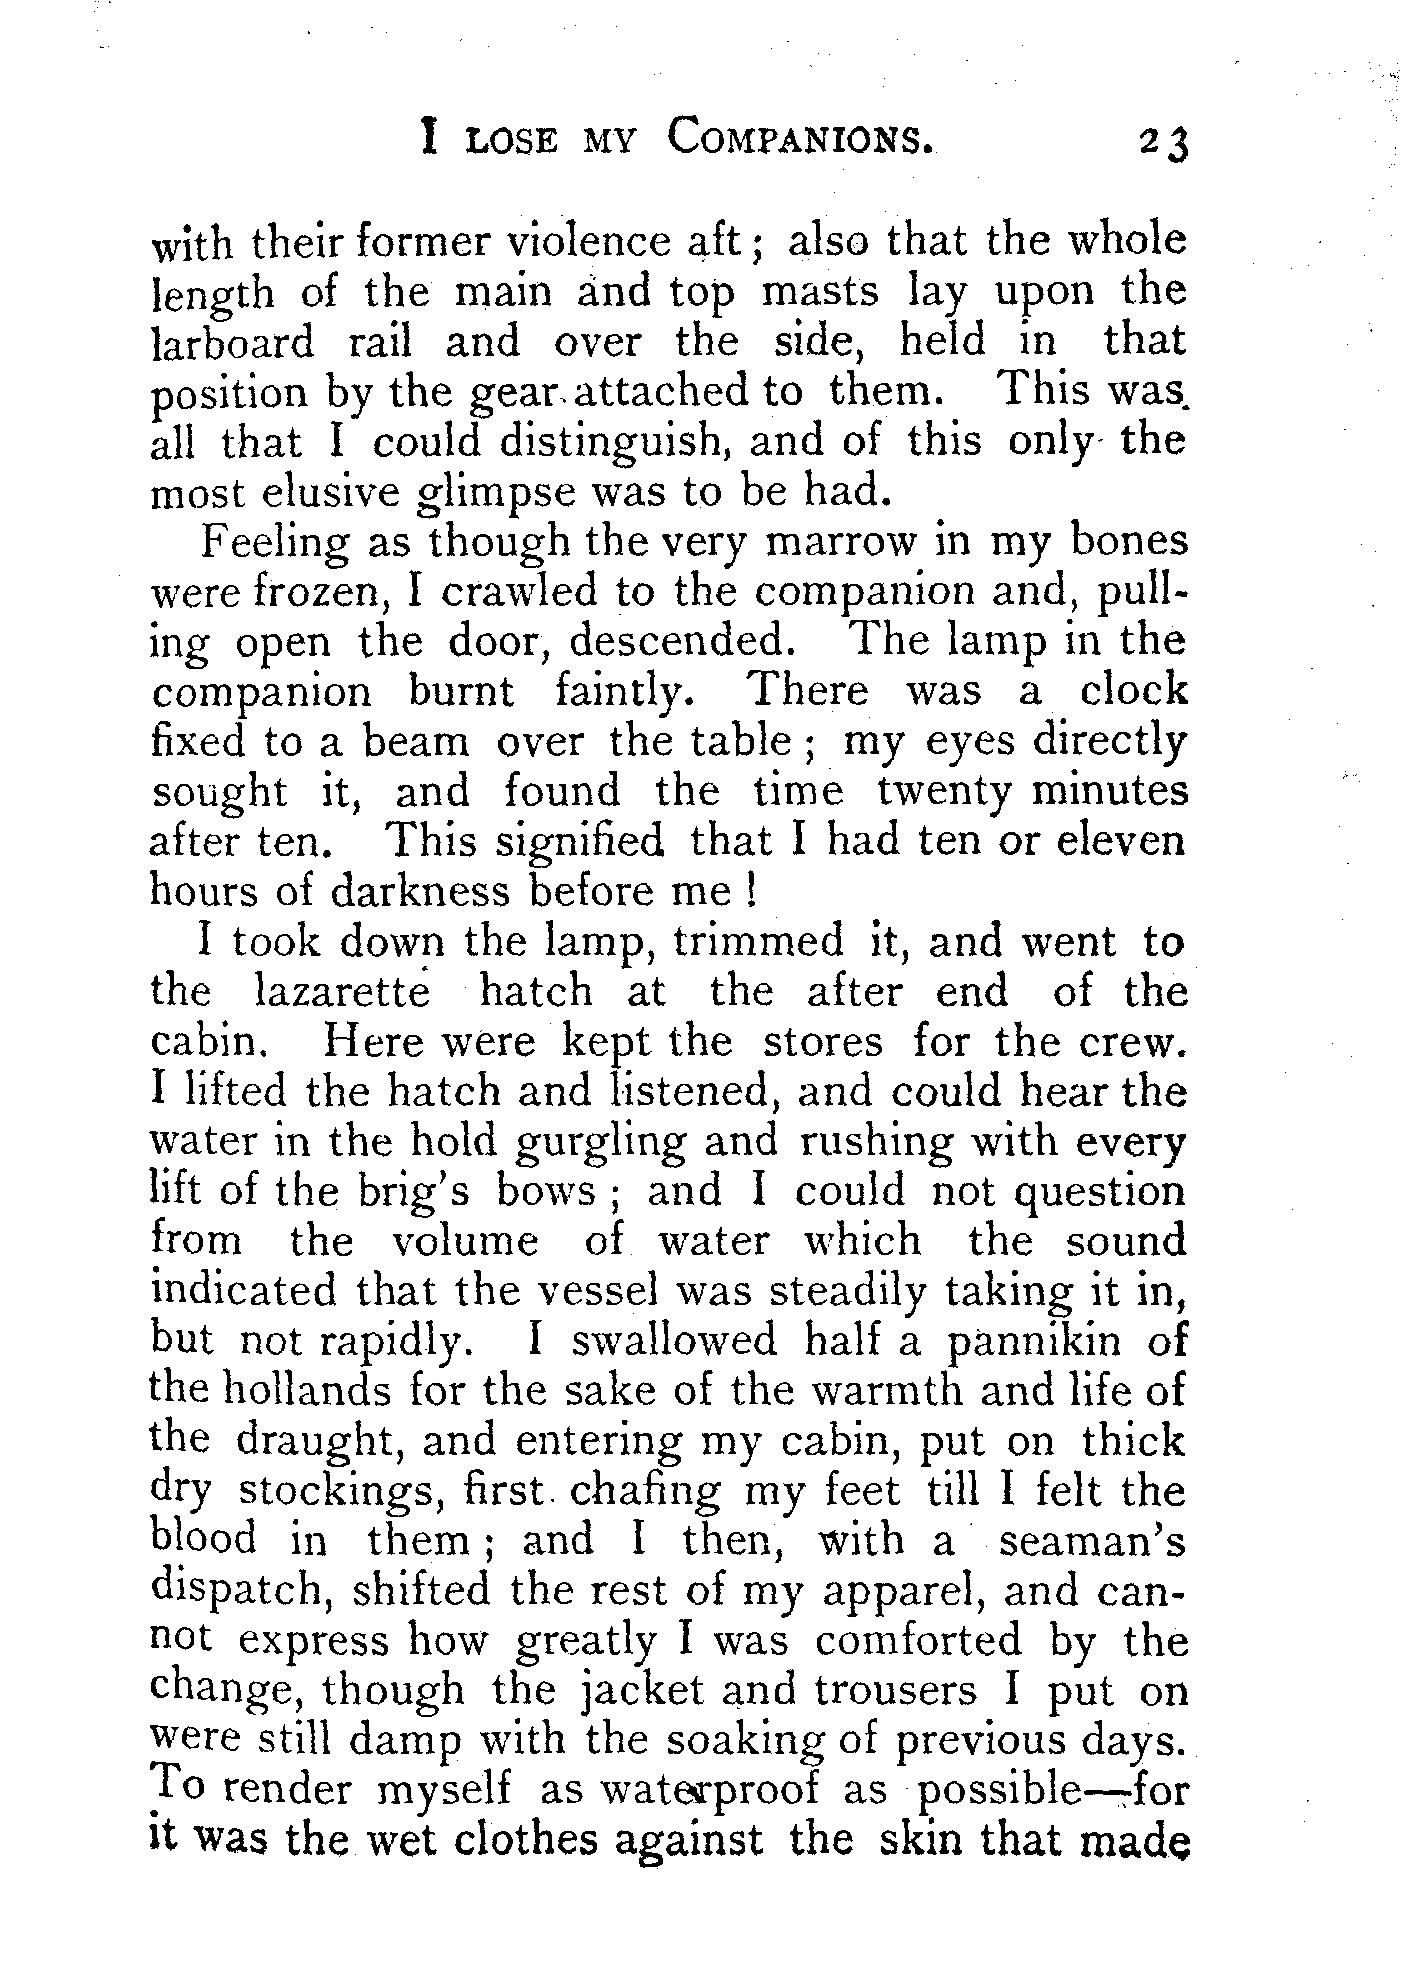 I LOSE MY COMPANIONS. 23
with their former violence aft; also that the whole
length of the main and top masts lay upon the
larboard rail and over the side, held in that
position by the gear attached to them. This was
all that I could distinguish, and of this only the
most elusive glimpse was to be had.
Feeling as though the very marrow in my bones
were frozen, I crawled to the companion and, pull-
ing open the door, descended. The lamp in the
companion burnt faintly. There was a clock
fixed to a beam over the table; my eyes directly
sought it, and found the time twenty minutes
after ten. This signified that I had ten or eleven
hours of darkness before me!
I took down the lamp, trimmed it, and went to
the lazarette hatch at the after end of the
cabin. Here were kept the stores for the crew.
I lifted the hatch and listened, and could hear the
water in the hold gurgling and rushing with every
lift of the brig's bows; and I could not question
from the volume of water which the sound
indicated that the vessel was steadily taking it in,
but not rapidly. I swallowed half a pannikin of
the hollands for the sake of the warmth and life of
the draught, and entering my cabin, put on thick
dry stockings, first chafing my feet till I felt the
blood in them; and I then, with a seaman's
dispatch, shifted the rest of my apparel, and can-
not express how greatly I was comforted by the
change, though the jacket and trousers I put on
were still damp with the soaking of previous days.
To render myself as waterproof as possible—for
it was the wet clothes against the skin that made